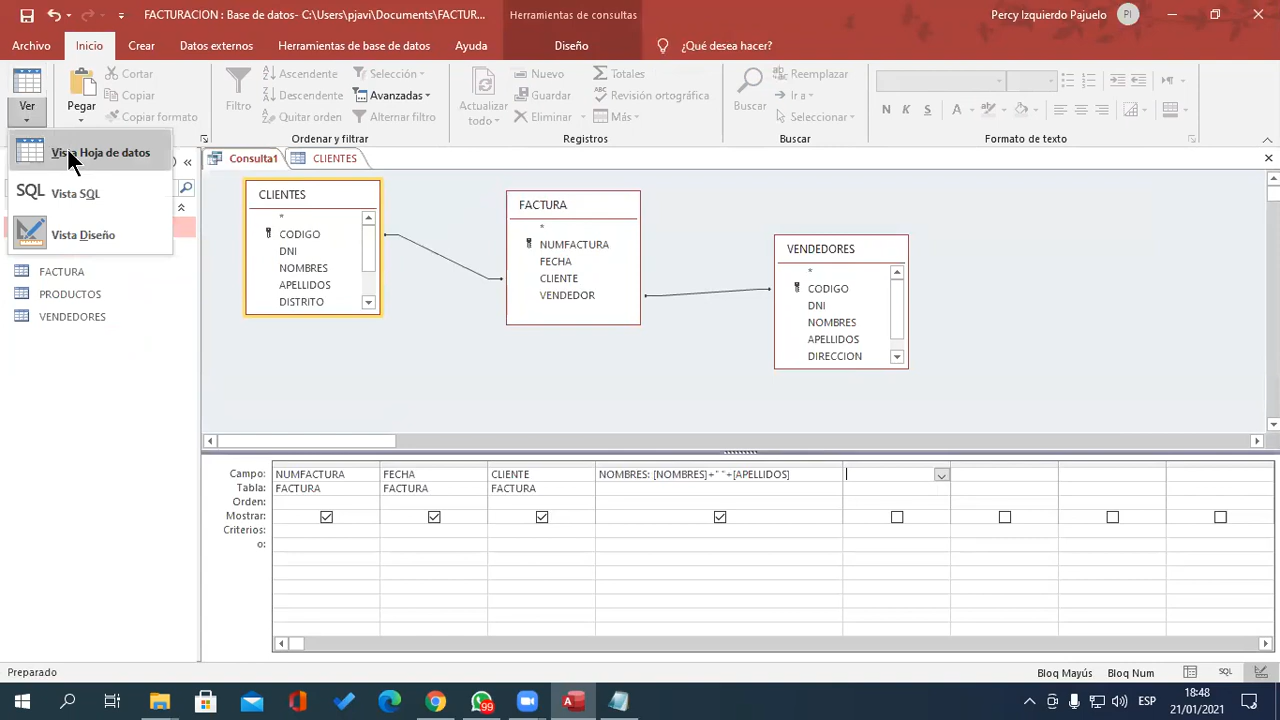 FACTURACION : Base de datos- C:\Users\pjavi\Documents\FACTUR...
Herramientas de consultas
Percy Izquierdo Pajuelo
PI
Archivo
Inicio
Crear
Datos externos
Herramientas de base de datos
Ayuda
Diseño
¿Qué desea hacer?
Ver
Pegar
Cortar
Copiar
Copiar formato
Filtro
Ascendente
Descendente
Quitar orden
Selección
Avanzadas
Alternar filtro
Ordenar y filtrar
Actualizar
todo
Nuevo
Guardar
Eliminar
Totales
Revisión ortográfica
Más
Registros
Buscar
Reemplazar
Ir a
Seleccionar
Buscar
N K S
A
Formato de texto
Vista Hoja de datos
SQL Vista SQL
Vista Diseño
FACTURA
PRODUCTOS
VENDEDORES
Consulta1
CLIENTES
CLIENTES
*
CODIGO
DNI
NOMBRES
APELLIDOS
DISTRITO
FACTURA
*
NUMFACTURA
FECHA
CLIENTE
VENDEDOR
VENDEDORES
*
CODIGO
DNI
NOMBRES
APELLIDOS
DIRECCION
Campo: NUMFACTURA FECHA CLIENTE NOMBRES: [NOMBRES]+" "+[APELLIDOS]
Tabla: FACTURA FACTURA FACTURA
Orden:
Mostrar:
Criterios:
o:
Preparado
Bloq Mayús
Bloq Num
SQL
99
ESP
18:48
21/01/2021